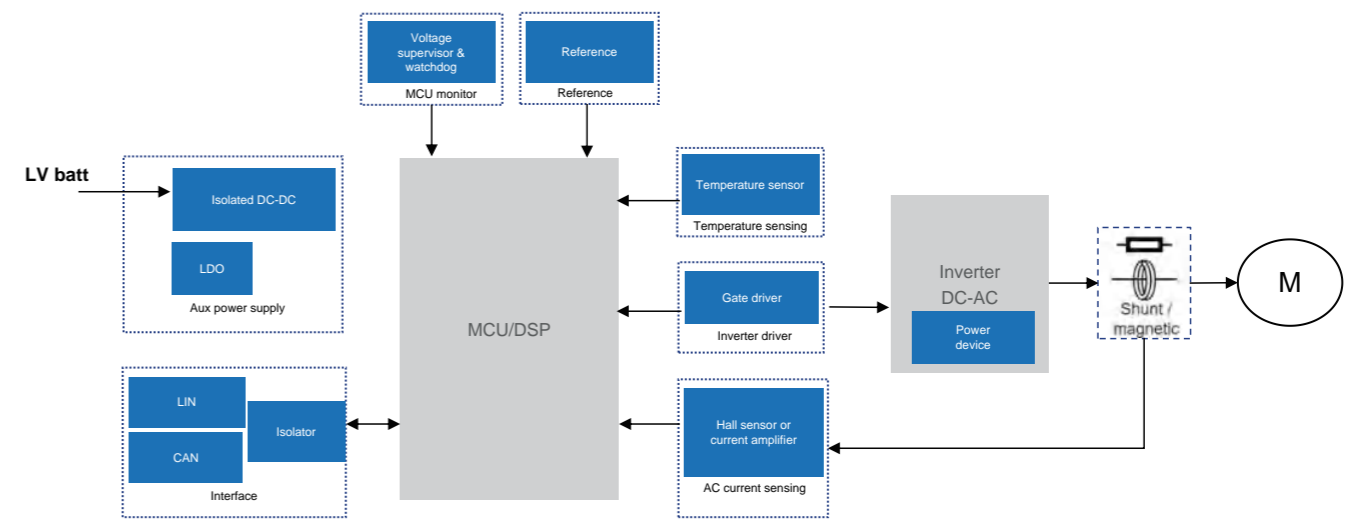 Voltage
supervisor &
watchdog
MCU monitor
Reference
Reference
LV batt
Isolated DC-DC
LDO
Aux power supply
MCU/DSP
Temperature sensor
Temperature sensing
Gate driver
Inverter driver
Inverter
DC-AC
Power
device
Shunt /
magnetic
M
LIN
CAN
Isolator
Interface
Hall sensor or
current amplifier
AC current sensing